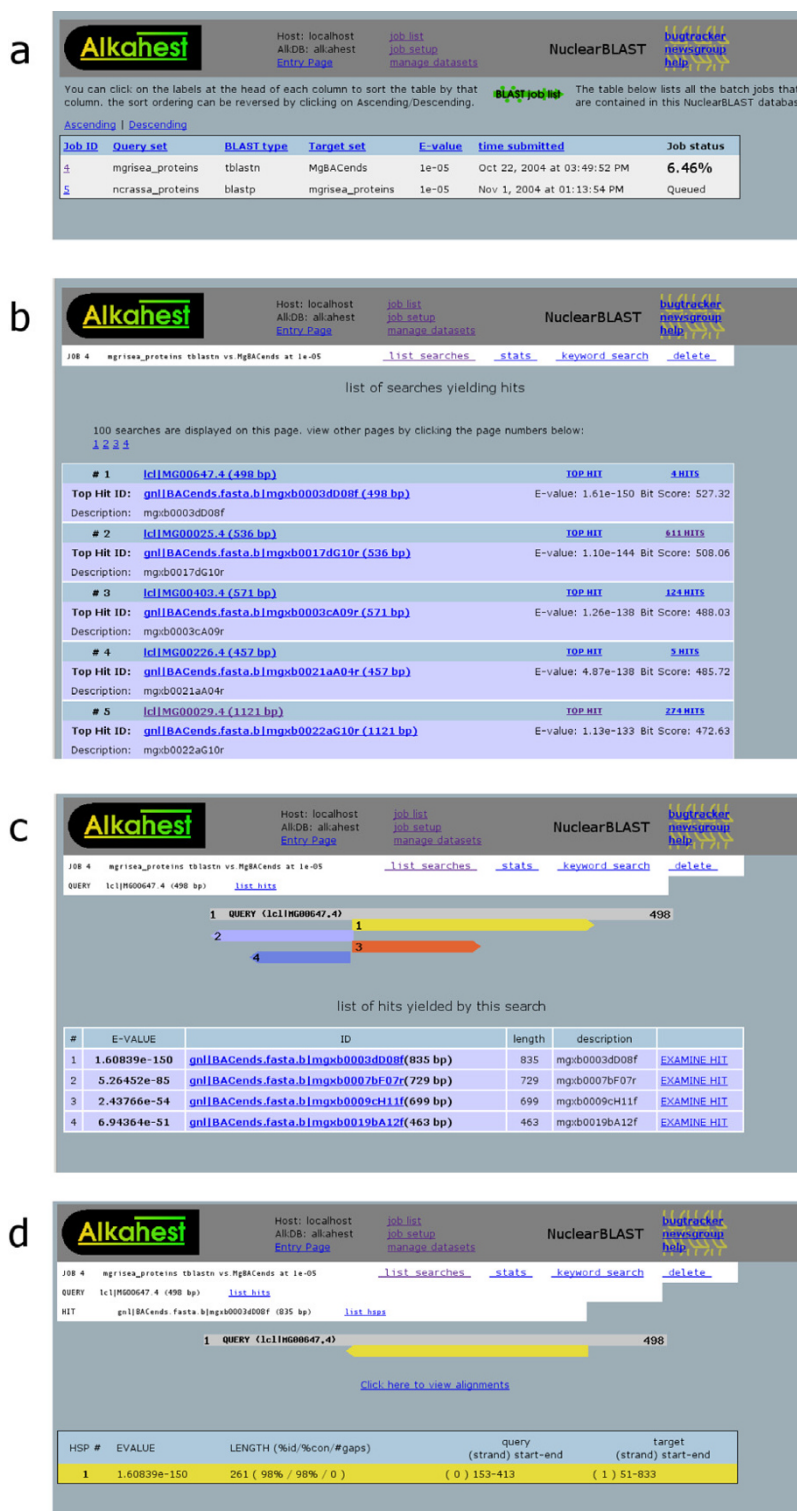 a
Alkahest
Host: localhost
Alk:DB: alkahest
Entry Page
job list
job setup
manage datasets
NuclearBLAST
bugtracker
newsgroup
help
You can click on the labels at the head of each column to sort the table by that
column. the sort ordering can be reversed by clicking on Ascending/Descending.
BLAST job list
The table below lists all the batch jobs that
are contained in this NuclearBLAST databas
Ascending | Descending
Job ID Query set BLAST type Target set E-value time submitted Job status
4 mgrisea_proteins tblastn MgBACends 1e-05 Oct 22, 2004 at 03:49:52 PM 6.46%
5 ncrassa_proteins blastp mgrisea_proteins 1e-05 Nov 1, 2004 at 01:13:54 PM Queued
b
Alkahest
Host: localhost
Alk:DB: alkahest
Entry Page
job list
job setup
manage datasets
NuclearBLAST
bugtracker
newsgroup
help
JOB 4 mgrisea_proteins tblastn vs.MgBACends at 1e-05 list searches stats keyword search delete
list of searches yielding hits
100 searches are displayed on this page. view other pages by clicking the page numbers below:
1 2 3 4
# 1 lcl|MG00647.4 (498 bp) TOP HIT 4 HITS
Top Hit ID: gnl|BACends.fasta.b|mgxb0003dD08f (498 bp) E-value: 1.61e-150 Bit Score: 527.32
Description: mgxb0003dD08f
# 2 lcl|MG00025.4 (536 bp) TOP HIT 611 HITS
Top Hit ID: gnl|BACends.fasta.b|mgxb0017dG10r (536 bp) E-value: 1.10e-144 Bit Score: 508.06
Description: mgxb0017dG10r
# 3 lcl|MG00403.4 (571 bp) TOP HIT 124 HITS
Top Hit ID: gnl|BACends.fasta.b|mgxb0003cA09r (571 bp) E-value: 1.26e-138 Bit Score: 488.03
Description: mgxb0003cA09r
# 4 lcl|MG00226.4 (457 bp) TOP HIT 5 HITS
Top Hit ID: gnl|BACends.fasta.b|mgxb0021aA04r (457 bp) E-value: 4.87e-138 Bit Score: 485.72
Description: mgxb0021aA04r
# 5 lcl|MG00029.4 (1121 bp) TOP HIT 274 HITS
Top Hit ID: gnl|BACends.fasta.b|mgxb0022aG10r (1121 bp) E-value: 1.13e-133 Bit Score: 472.63
Description: mgxb0022aG10r
c
Alkahest
Host: localhost
Alk:DB: alkahest
Entry Page
job list
job setup
manage datasets
NuclearBLAST
bugtracker
newsgroup
help
JOB 4 mgrisea_proteins tblastn vs.MgBACends at 1e-05 list searches stats keyword search delete
QUERY lcl|MG00647.4 (498 bp) list hits
1 QUERY (lcl|MG00647.4) 498
1
2
3
4
list of hits yielded by this search
# E-VALUE ID length description
1 1.60839e-150 gnl|BACends.fasta.b|mgxb0003dD08f(835 bp) 835 mgxb0003dD08f EXAMINE HIT
2 5.26452e-85 gnl|BACends.fasta.b|mgxb0007bF07r(729 bp) 729 mgxb0007bF07r EXAMINE HIT
3 2.43766e-54 gnl|BACends.fasta.b|mgxb0009cH11f(699 bp) 699 mgxb0009cH11f EXAMINE HIT
4 6.94364e-51 gnl|BACends.fasta.b|mgxb0019bA12f(463 bp) 463 mgxb0019bA12f EXAMINE HIT
d
Alkahest
Host: localhost
Alk:DB: alkahest
Entry Page
job list
job setup
manage datasets
NuclearBLAST
bugtracker
newsgroup
help
JOB 4 mgrisea_proteins tblastn vs.MgBACends at 1e-05 list searches stats keyword search delete
QUERY lcl|MG00647.4 (498 bp) list hits
HIT gnl|BACends.fasta.b|mgxb0003dD08f (835 bp) list hsps
1 QUERY (lcl|MG00647.4) 498
Click here to view alignments
HSP # EVALUE LENGTH (%id/%con/#gaps) query (strand) start-end target (strand) start-end
1 1.60839e-150 261 ( 98% / 98% / 0 ) ( 0 ) 153-413 ( 1 ) 51-833